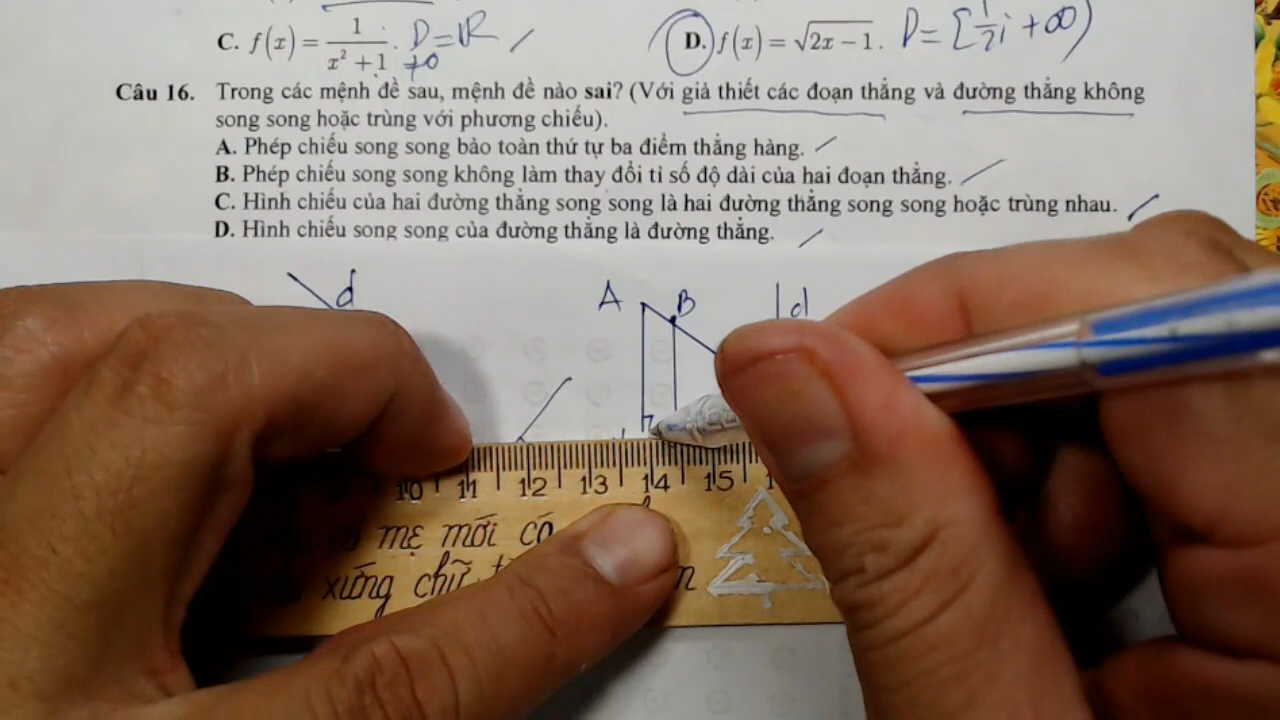 C. f(x) = 1/(x² + 1). D = R
≠0
D. f(x) = √(2x − 1). D = [1/2; +∞)
Câu 16. Trong các mệnh đề sau, mệnh đề nào sai? (Với giả thiết các đoạn thẳng và đường thẳng không
song song hoặc trùng với phương chiếu).
A. Phép chiếu song song bảo toàn thứ tự ba điểm thẳng hàng.
B. Phép chiếu song song không làm thay đổi tỉ số độ dài của hai đoạn thẳng.
C. Hình chiếu của hai đường thẳng song song là hai đường thẳng song song hoặc trùng nhau.
D. Hình chiếu song song của đường thẳng là đường thẳng.
d
A B d
10 11 12 13 14 15
mẹ mới có
xứng chữ